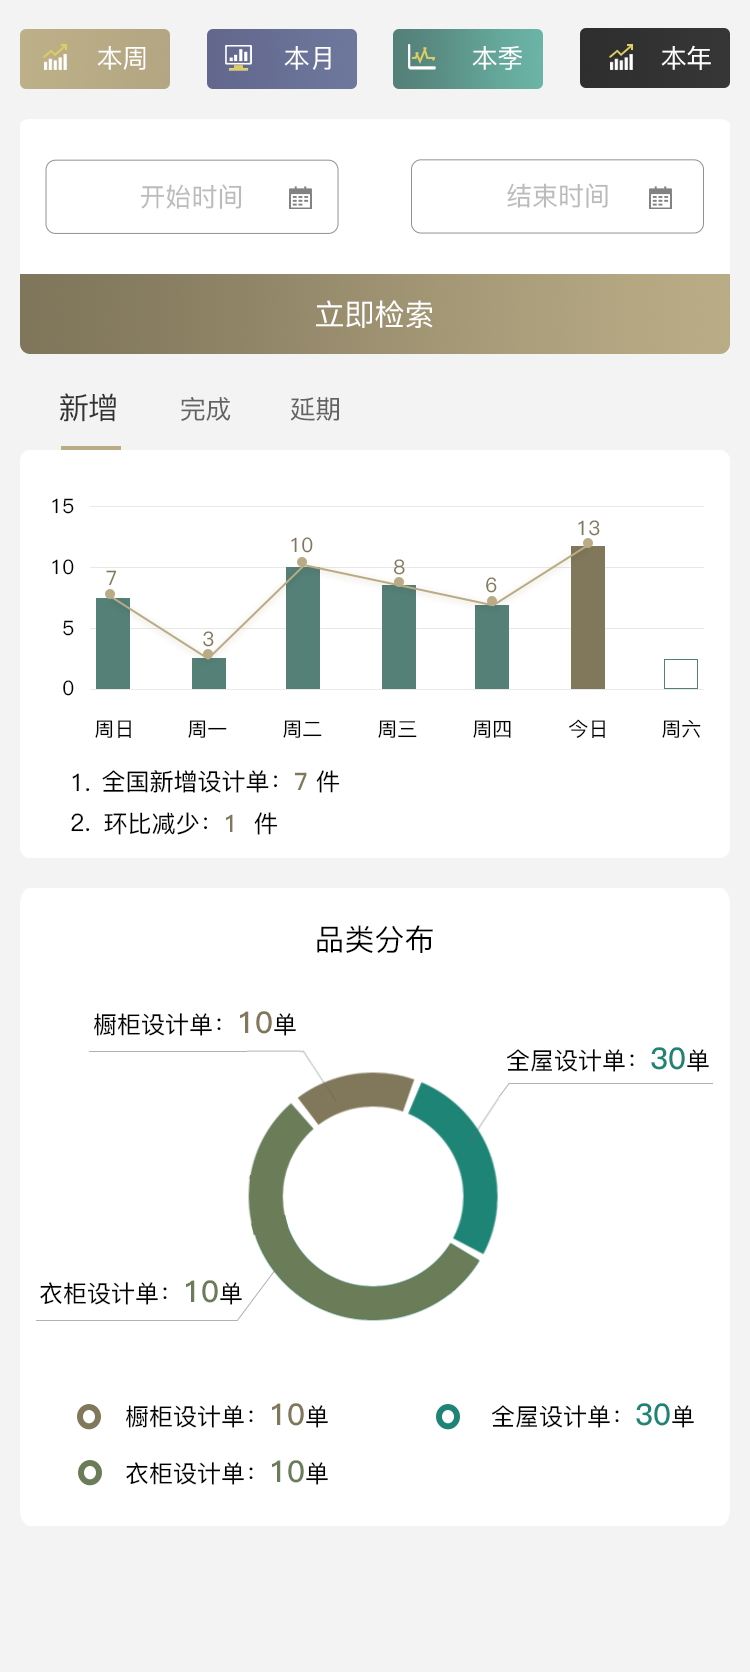 本周 本月 本季 本年
开始时间 结束时间
立即检索
新增 完成 延期
15
10
5
0
7 3 10 8 6 13
周日 周一 周二 周三 周四 今日 周六
1. 全国新增设计单：7 件
2. 环比减少：1 件
品类分布
橱柜设计单：10单
全屋设计单：30单
衣柜设计单：10单
橱柜设计单：10单 全屋设计单：30单
衣柜设计单：10单